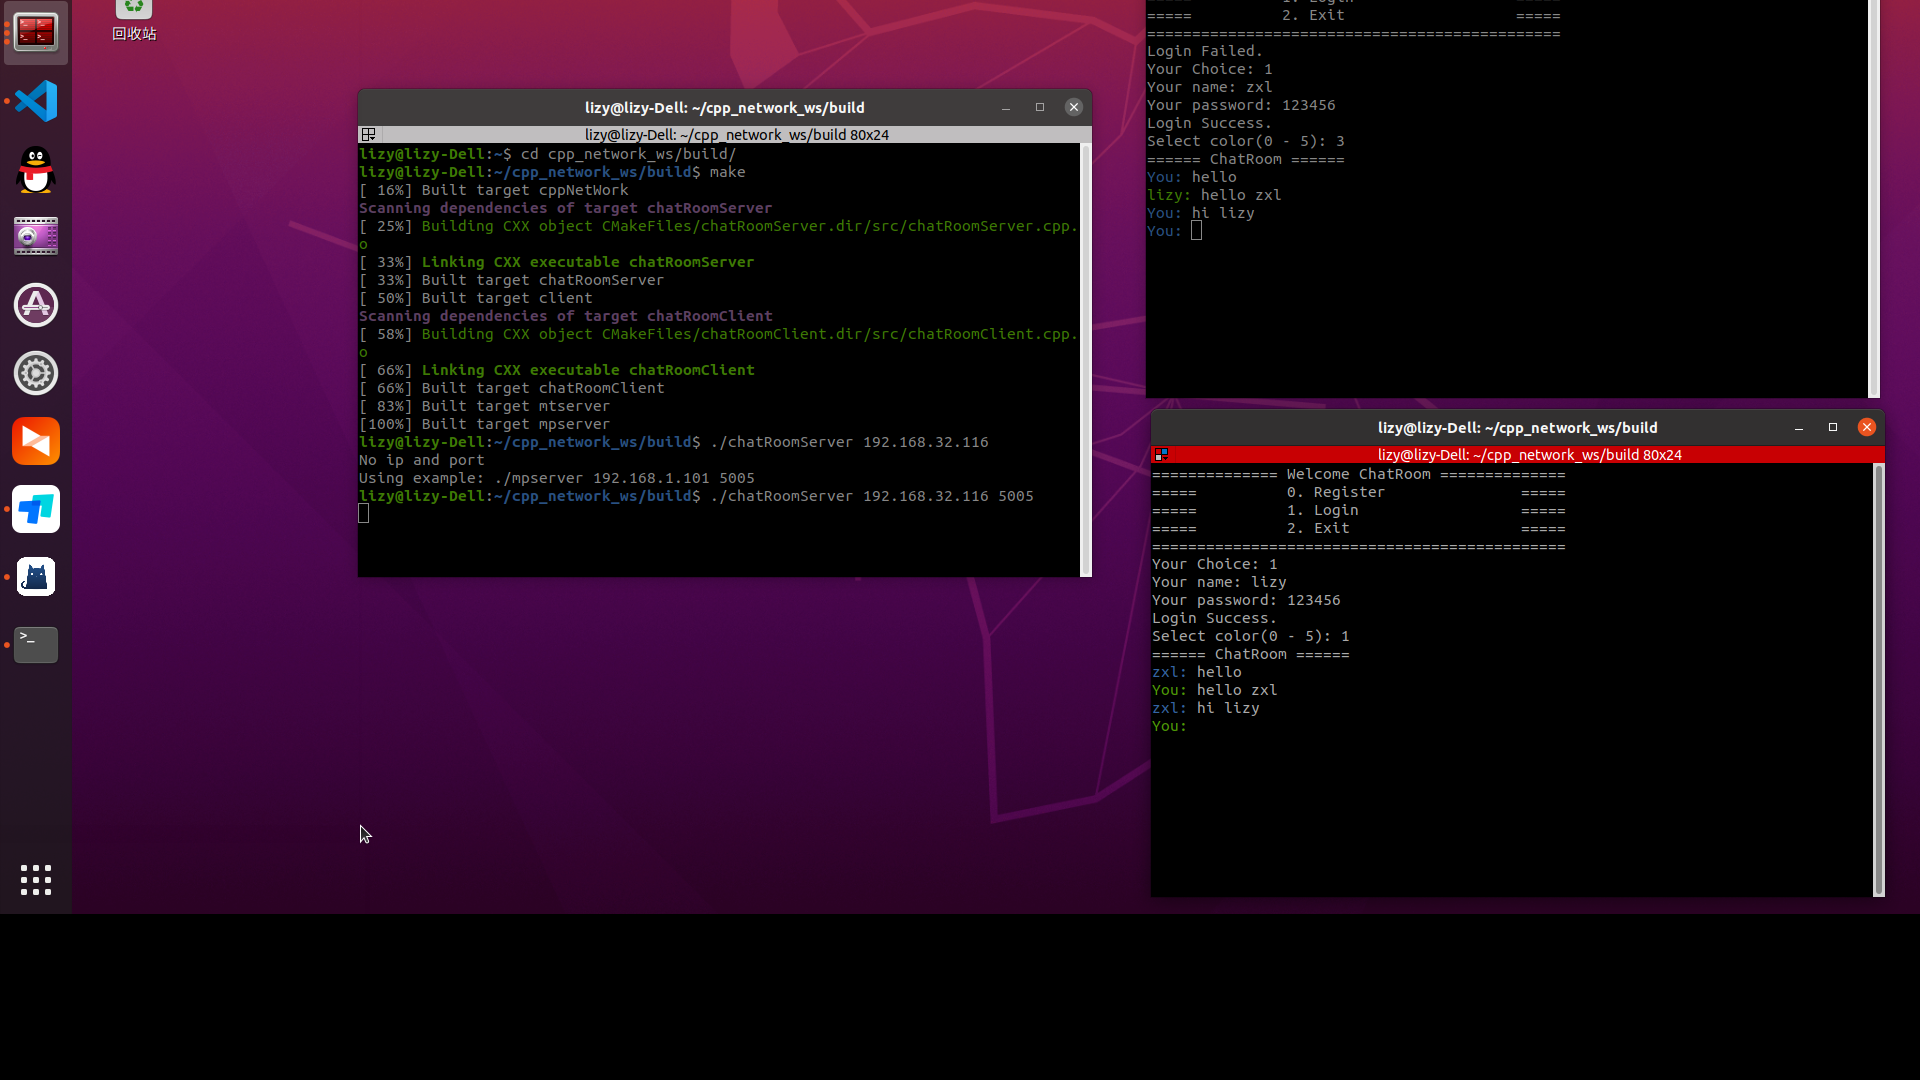 回收站
lizy@lizy-Dell: ~/cpp_network_ws/build
lizy@lizy-Dell: ~/cpp_network_ws/build 80x24
lizy@lizy-Dell:~$ cd cpp_network_ws/build/
lizy@lizy-Dell:~/cpp_network_ws/build$ make
[ 16%] Built target cppNetWork
Scanning dependencies of target chatRoomServer
[ 25%] Building CXX object CMakeFiles/chatRoomServer.dir/src/chatRoomServer.cpp.
o
[ 33%] Linking CXX executable chatRoomServer
[ 33%] Built target chatRoomServer
[ 50%] Built target client
Scanning dependencies of target chatRoomClient
[ 58%] Building CXX object CMakeFiles/chatRoomClient.dir/src/chatRoomClient.cpp.
o
[ 66%] Linking CXX executable chatRoomClient
[ 66%] Built target chatRoomClient
[ 83%] Built target mtserver
[100%] Built target mpserver
lizy@lizy-Dell:~/cpp_network_ws/build$ ./chatRoomServer 192.168.32.116
No ip and port
Using example: ./mpserver 192.168.1.101 5005
lizy@lizy-Dell:~/cpp_network_ws/build$ ./chatRoomServer 192.168.32.116 5005
===== 1. Login =====
===== 2. Exit =====
==============================================
Login Failed.
Your Choice: 1
Your name: zxl
Your password: 123456
Login Success.
Select color(0 - 5): 3
====== ChatRoom ======
You: hello
lizy: hello zxl
You: hi lizy
You:
lizy@lizy-Dell: ~/cpp_network_ws/build
lizy@lizy-Dell: ~/cpp_network_ws/build 80x24
============== Welcome ChatRoom ==============
===== 0. Register =====
===== 1. Login =====
===== 2. Exit =====
==============================================
Your Choice: 1
Your name: lizy
Your password: 123456
Login Success.
Select color(0 - 5): 1
====== ChatRoom ======
zxl: hello
You: hello zxl
zxl: hi lizy
You: